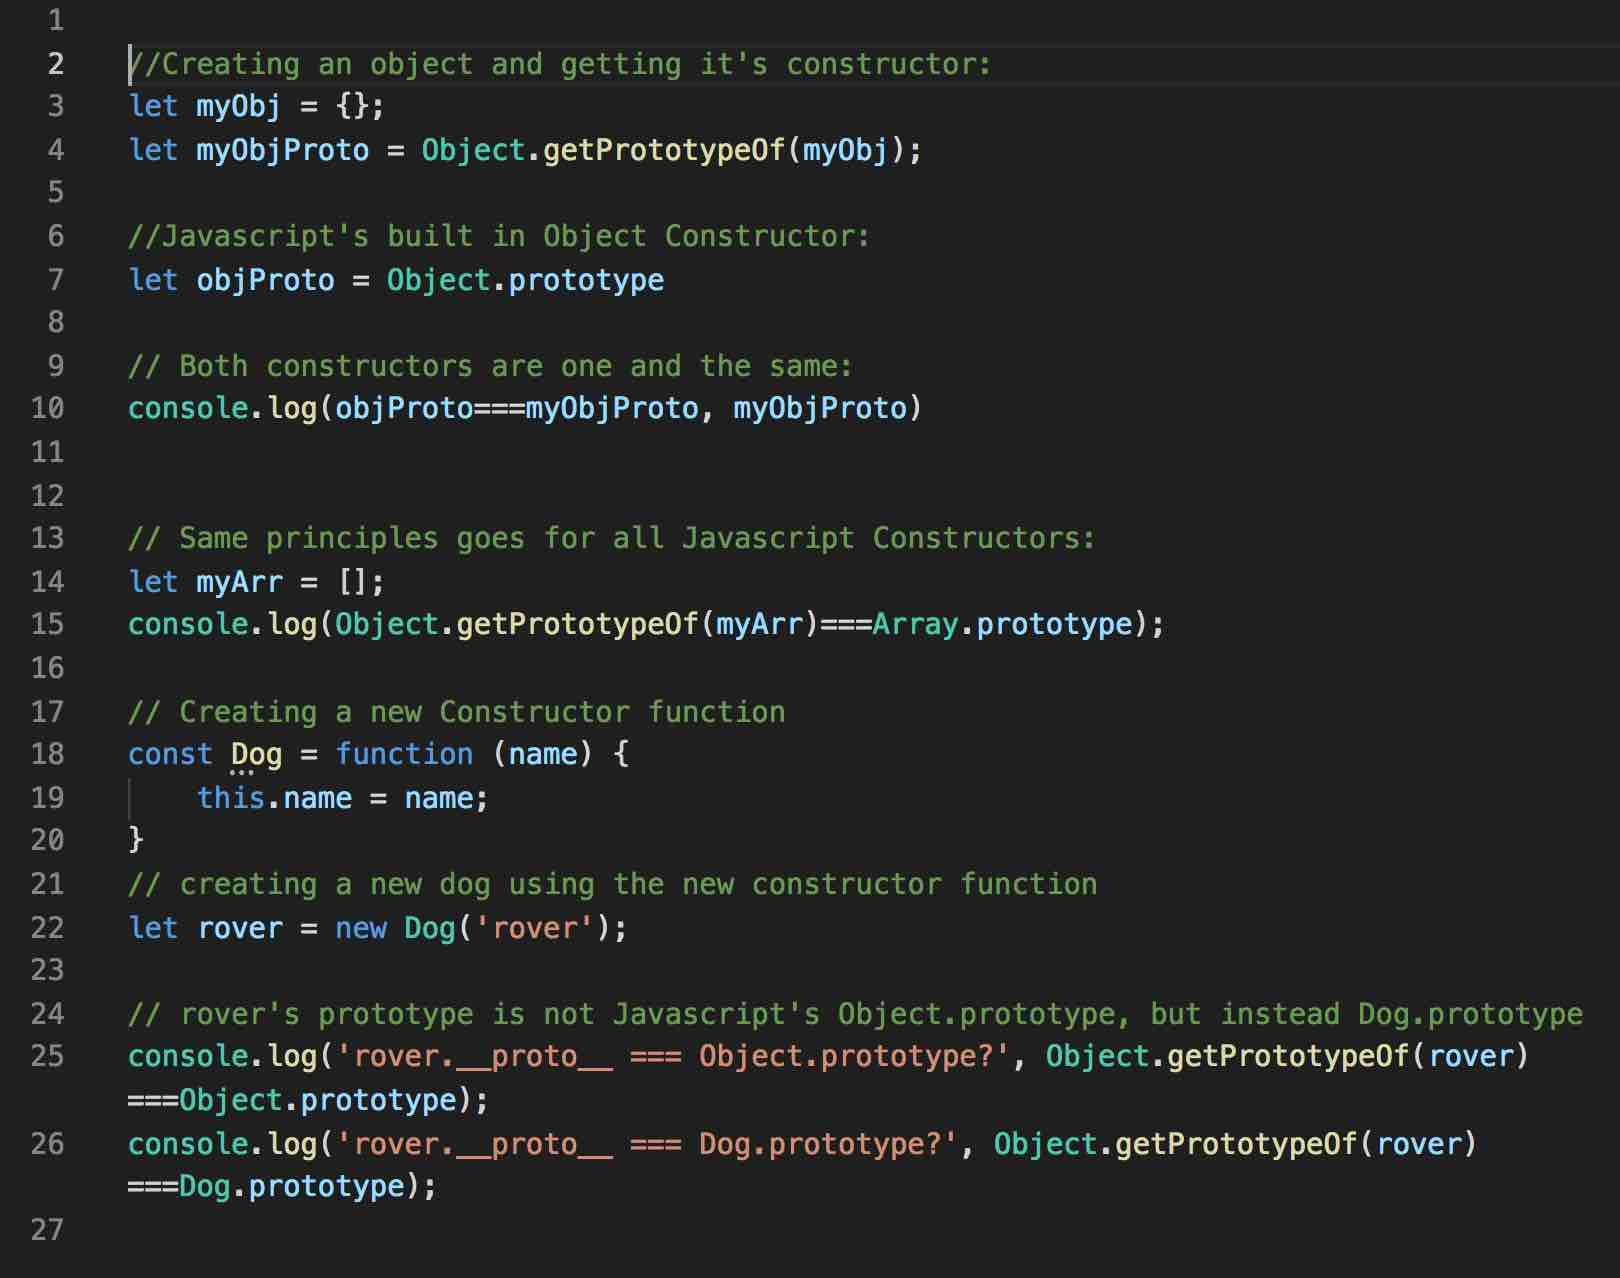 1
2 //Creating an object and getting it's constructor:
3 let myObj = {};
4 let myObjProto = Object.getPrototypeOf(myObj);
5
6 //Javascript's built in Object Constructor:
7 let objProto = Object.prototype
8
9 // Both constructors are one and the same:
10 console.log(objProto===myObjProto, myObjProto)
11
12
13 // Same principles goes for all Javascript Constructors:
14 let myArr = [];
15 console.log(Object.getPrototypeOf(myArr)===Array.prototype);
16
17 // Creating a new Constructor function
18 const Dog = function (name) {
19     this.name = name;
20 }
21 // creating a new dog using the new constructor function
22 let rover = new Dog('rover');
23
24 // rover's prototype is not Javascript's Object.prototype, but instead Dog.prototype
25 console.log('rover.__proto__ === Object.prototype?', Object.getPrototypeOf(rover)
===Object.prototype);
26 console.log('rover.__proto__ === Dog.prototype?', Object.getPrototypeOf(rover)
===Dog.prototype);
27